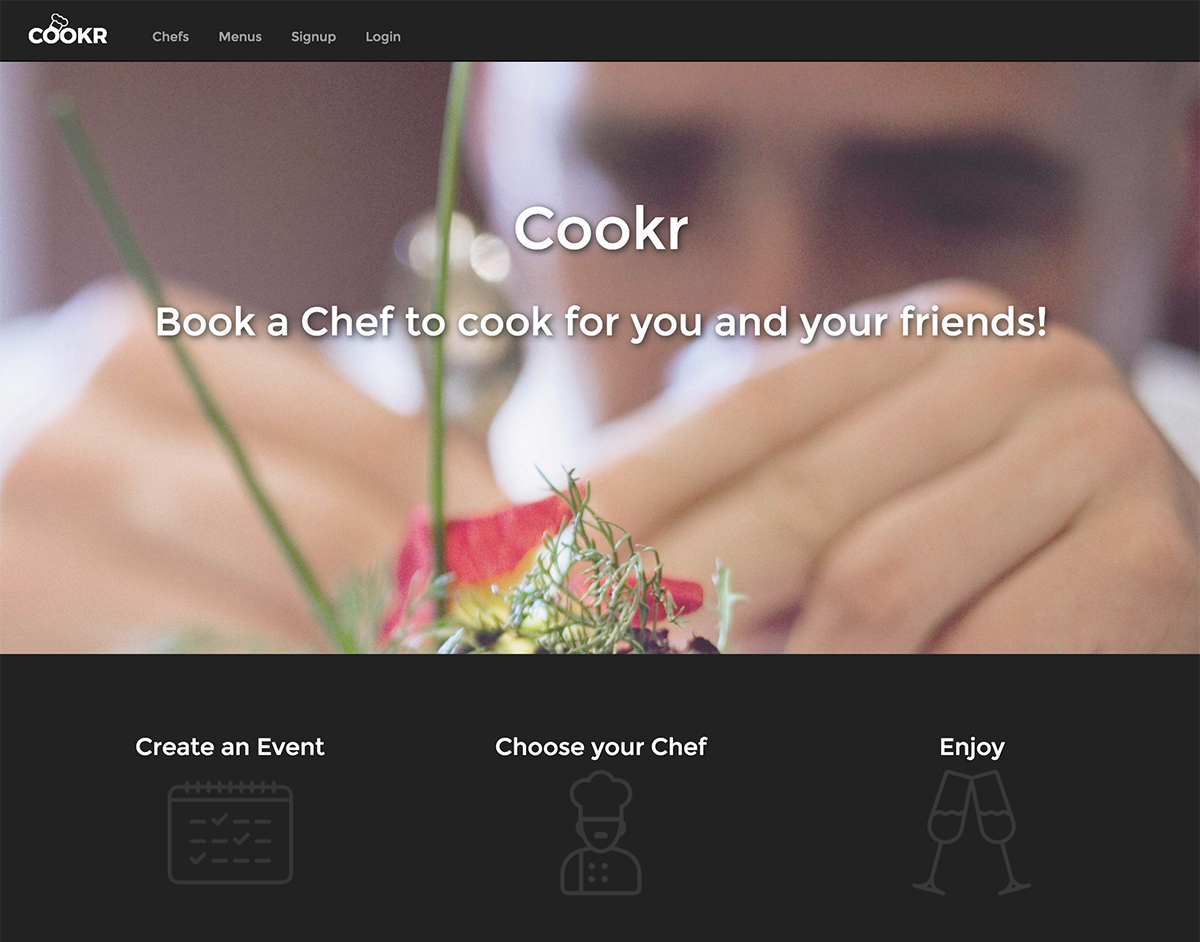 COOKR
Chefs Menus Signup Login
Cookr
Book a Chef to cook for you and your friends!
Create an Event Choose your Chef Enjoy